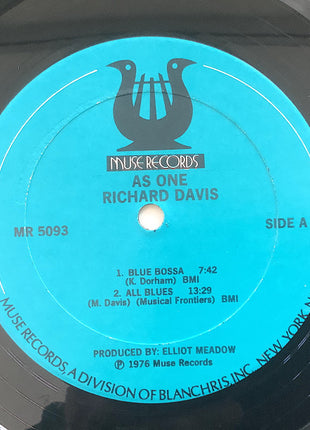 MUSE RECORDS
AS ONE
RICHARD DAVIS
MR 5093
SIDE A
1. BLUE BOSSA 7:42
(K. Dorham) BMI
2. ALL BLUES 13:29
(M. Davis) (Musical Frontiers) BMI
PRODUCED BY: ELLIOT MEADOW
Ⓟ 1976 Muse Records
MUSE RECORDS, A DIVISION OF BLANCHRIS, INC. NEW YORK, N